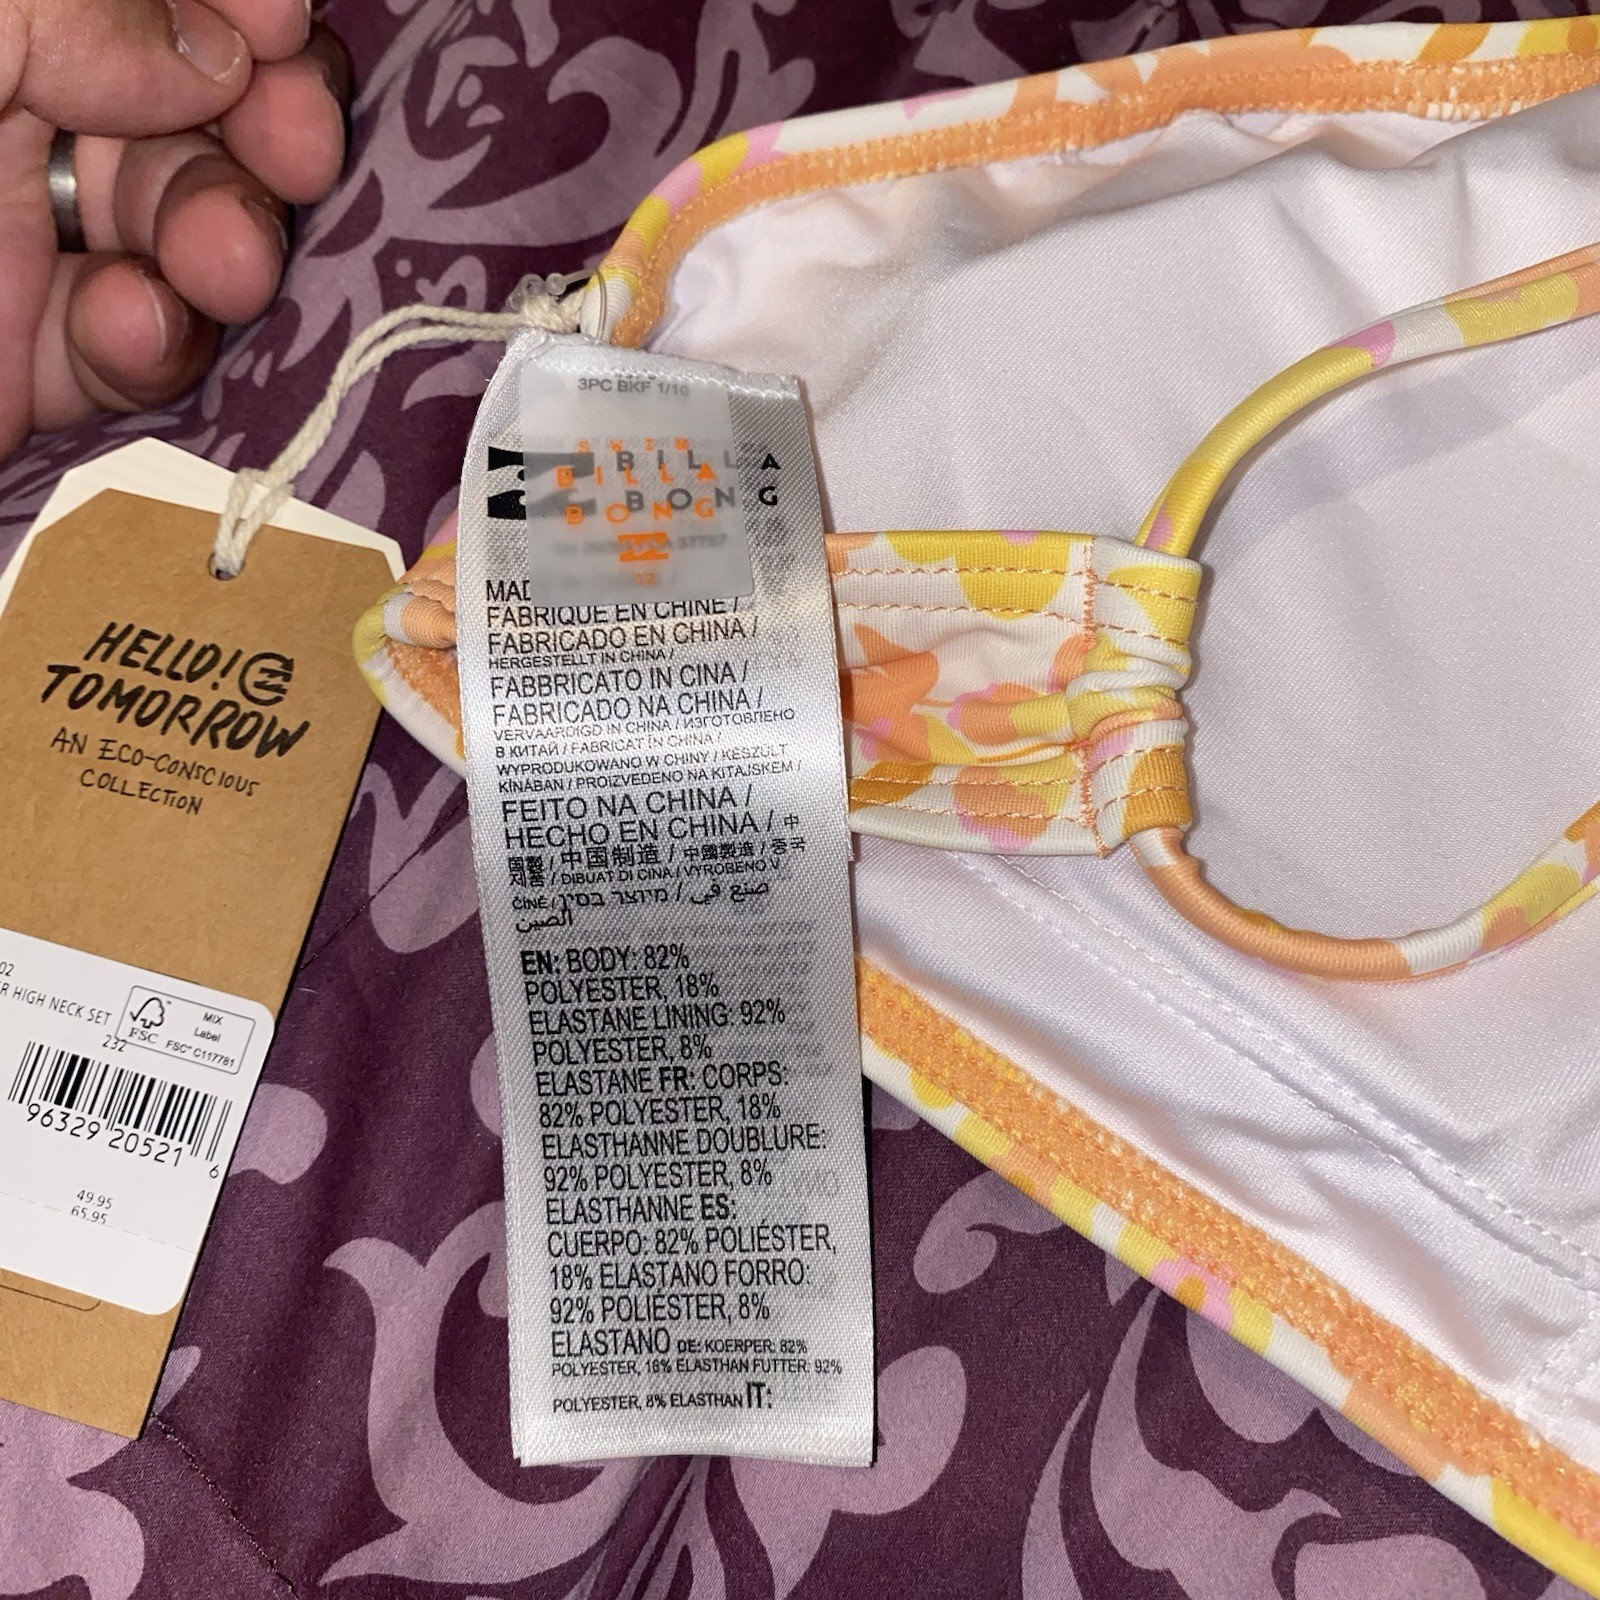 3PC BKF 1/10
SWIM
BILLA
BONG
12
BILLA
BONG
MAD
FABRIQUÉ EN CHINE /
FABRICADO EN CHINA /
HERGESTELLT IN CHINA /
FABBRICATO IN CINA /
FABRICADO NA CHINA /
VERVAARDIGD IN CHINA / ИЗГОТОВЛЕНО
В КИТАЙ / FABRICAT ÎN CHINA /
WYPRODUKOWANO W CHINY / KÉSZÜLT
KÍNÁBAN / PROIZVEDENO NA KITAJSKEM /
FEITO NA CHINA /
HECHO EN CHINA / 中
国製 / 中国制造 / 中國製造 / 중국
제품 / DIBUAT DI CINA / VYROBENO V
ČÍNĚ / מיוצר בסין / صنع في
الصين
EN: BODY: 82%
POLYESTER, 18%
ELASTANE LINING: 92%
POLYESTER, 8%
ELASTANE FR: CORPS:
82% POLYESTER, 18%
ELASTHANNE DOUBLURE:
92% POLYESTER, 8%
ELASTHANNE ES:
CUERPO: 82% POLIÉSTER,
18% ELASTANO FORRO:
92% POLIÉSTER, 8%
ELASTANO DE: KOERPER: 82%
POLYESTER, 18% ELASTHAN FUTTER: 92%
POLYESTER, 8% ELASTHAN IT:
HELLO!
TOMORROW
AN ECO-CONSCIOUS
COLLECTION
02
R HIGH NECK SET
232
FSC
MIX
Label
FSC™ C117781
96329 20521 6
49.95
65.95